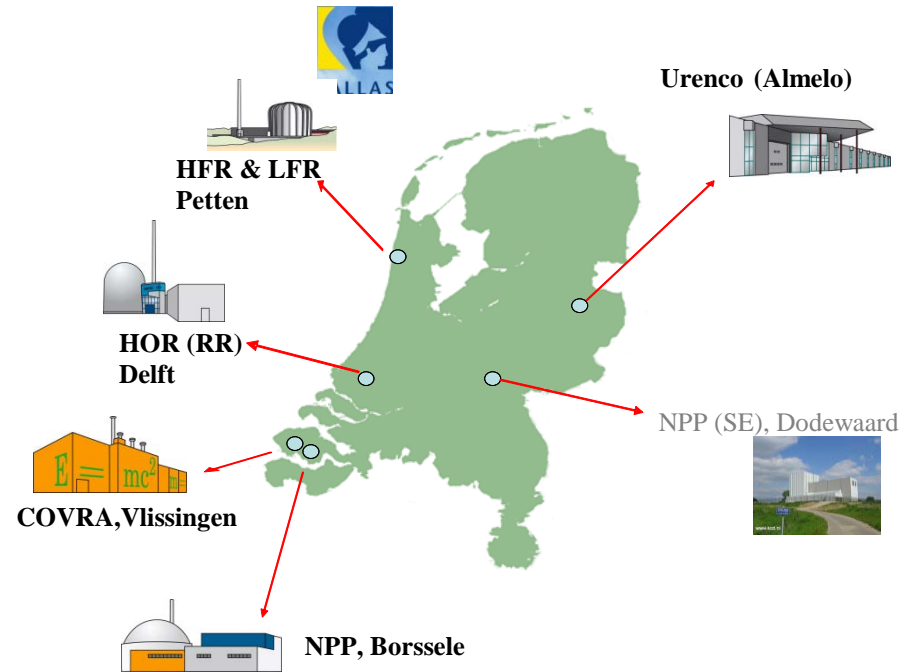 ALLAS
Urenco (Almelo)
HFR & LFR
Petten
HOR (RR)
Delft
NPP (SE), Dodewaard
E = mc² m=
COVRA,Vlissingen
NPP, Borssele